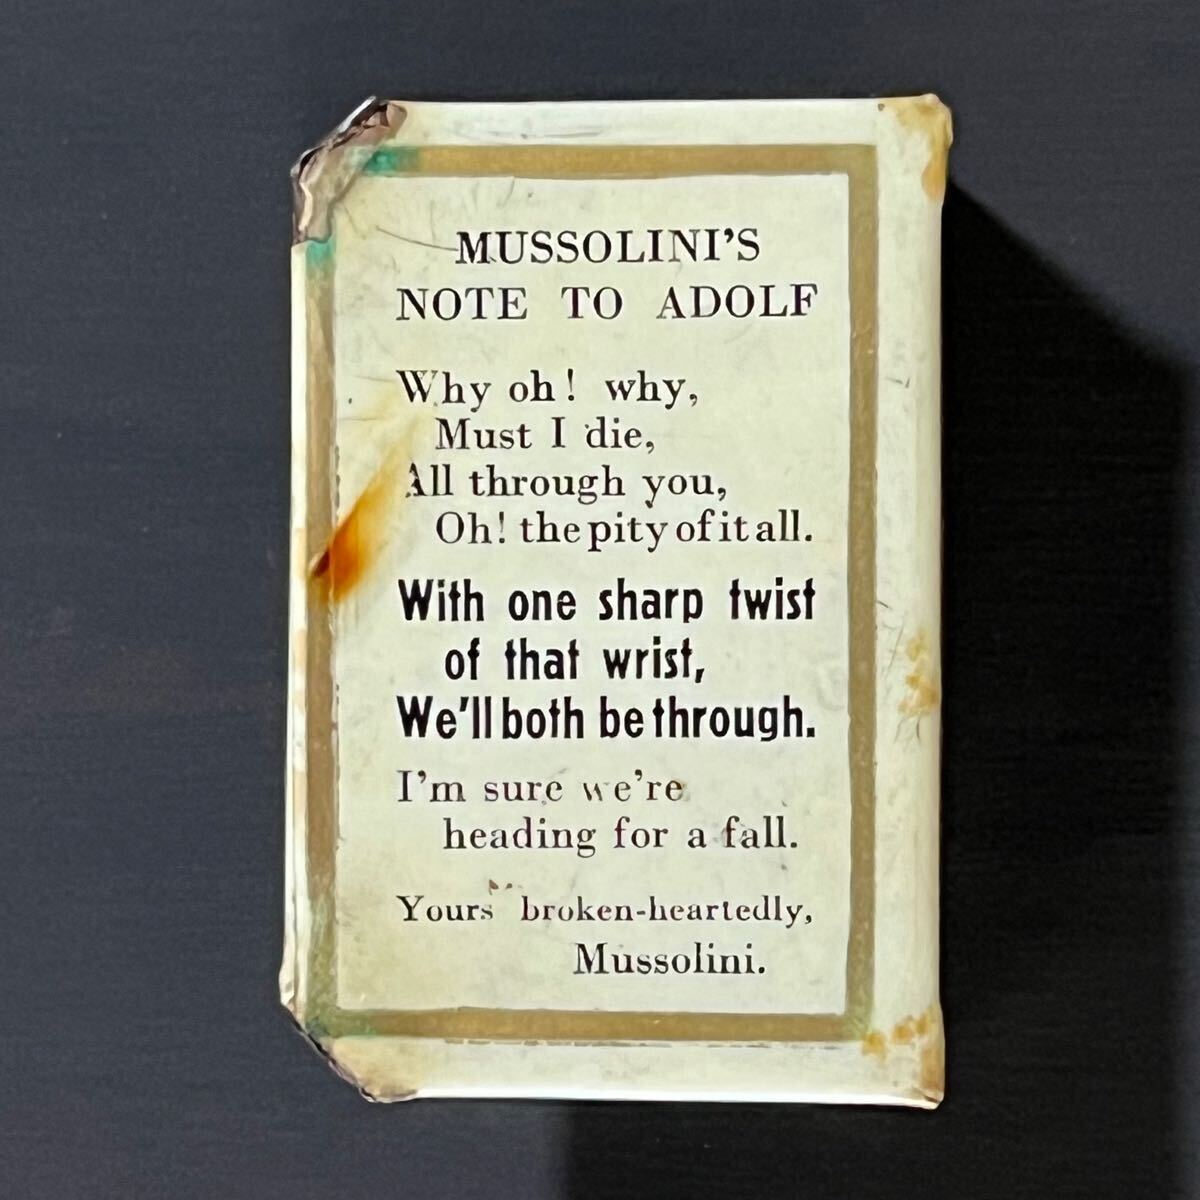 MUSSOLINI'S
NOTE TO ADOLF
Why oh! why,
Must I die,
All through you,
Oh! the pity of it all.
With one sharp twist
of that wrist,
We'll both be through.
I'm sure we're
heading for a fall.
Yours broken-heartedly,
Mussolini.